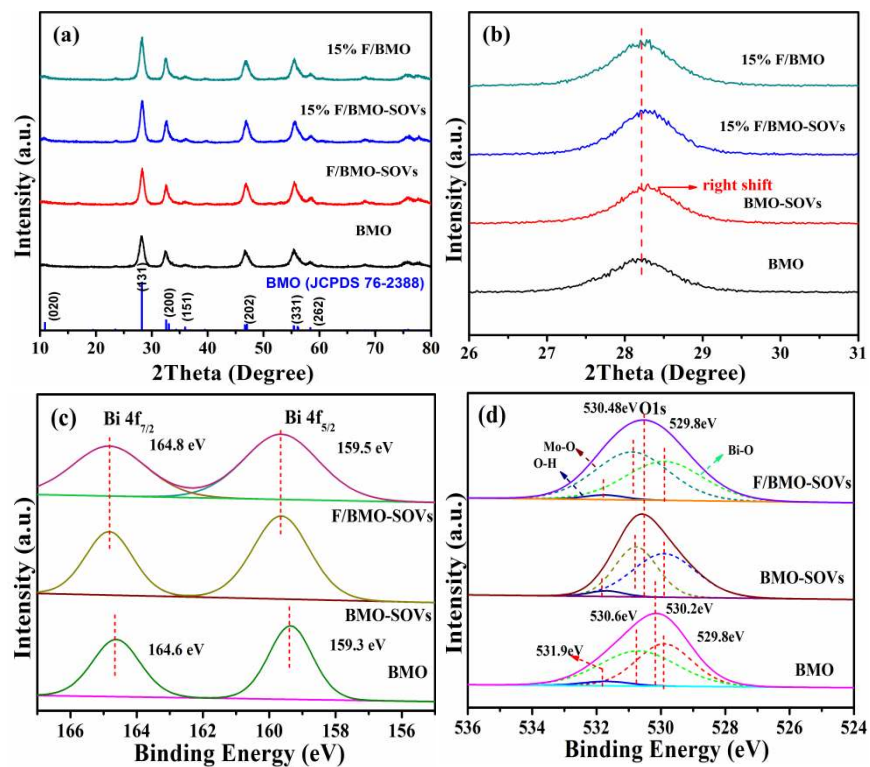 (a)
15% F/BMO
15% F/BMO-SOVs
F/BMO-SOVs
BMO
BMO (JCPDS 76-2388)
(020)
(131)
(200)
(151)
(202)
(331)
(262)
10 20 30 40 50 60 70 80
2Theta (Degree)
Intensity (a.u.)
(b)
15% F/BMO
15% F/BMO-SOVs
right shift
BMO-SOVs
BMO
26 27 28 29 30 31
2Theta (Degree)
Intensity (a.u.)
(c)
Bi 4f7/2
Bi 4f5/2
164.8 eV
159.5 eV
F/BMO-SOVs
BMO-SOVs
164.6 eV
159.3 eV
BMO
166 164 162 160 158 156
Binding Energy (eV)
Intensity (a.u.)
(d)
530.48eV
O1s
529.8eV
Mo-O
O-H
Bi-O
F/BMO-SOVs
BMO-SOVs
530.6eV
530.2eV
531.9eV
529.8eV
BMO
536 534 532 530 528 526 524
Binding Energy (eV)
Intensity (a.u.)